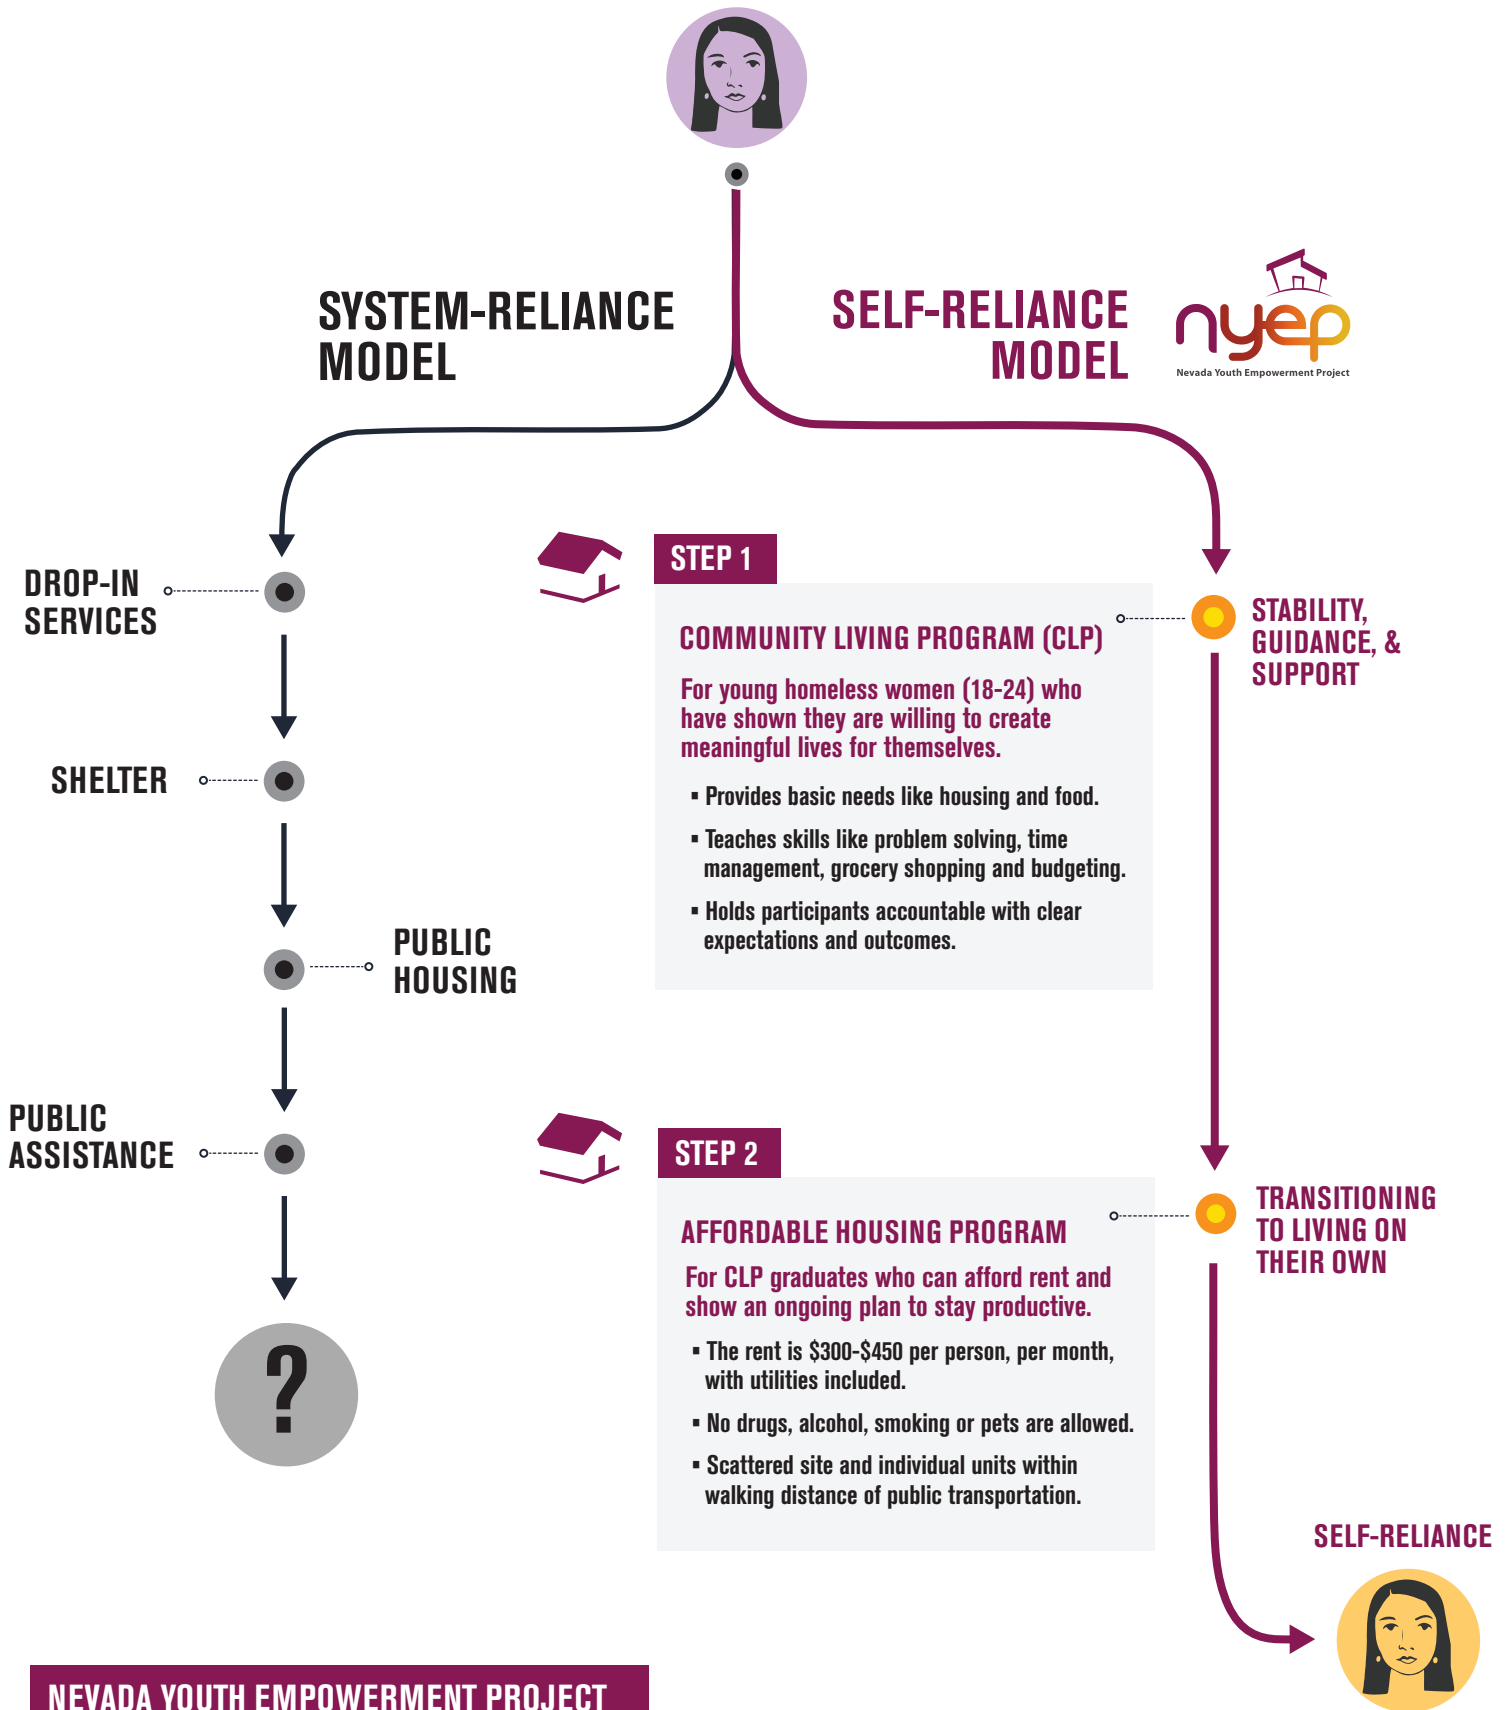 SYSTEM-RELIANCE
MODEL
SELF-RELIANCE
MODEL
nyep
Nevada Youth Empowerment Project
DROP-IN
SERVICES
SHELTER
PUBLIC
HOUSING
PUBLIC
ASSISTANCE
?
STEP 1
COMMUNITY LIVING PROGRAM (CLP)
For young homeless women (18-24) who
have shown they are willing to create
meaningful lives for themselves.
▪ Provides basic needs like housing and food.
▪ Teaches skills like problem solving, time
management, grocery shopping and budgeting.
▪ Holds participants accountable with clear
expectations and outcomes.
STABILITY,
GUIDANCE, &
SUPPORT
STEP 2
AFFORDABLE HOUSING PROGRAM
For CLP graduates who can afford rent and
show an ongoing plan to stay productive.
▪ The rent is $300-$450 per person, per month,
with utilities included.
▪ No drugs, alcohol, smoking or pets are allowed.
▪ Scattered site and individual units within
walking distance of public transportation.
TRANSITIONING
TO LIVING ON
THEIR OWN
SELF-RELIANCE
NEVADA YOUTH EMPOWERMENT PROJECT